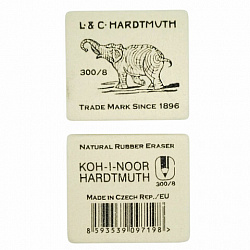 L & C HARDTMUTH
300/8
TRADE MARK SINCE 1896
NATURAL RUBBER ERASER
KOH-I-NOOR
HARDTMUTH
300/8
MADE IN CZECH REP./EU
8 593539 097198 >